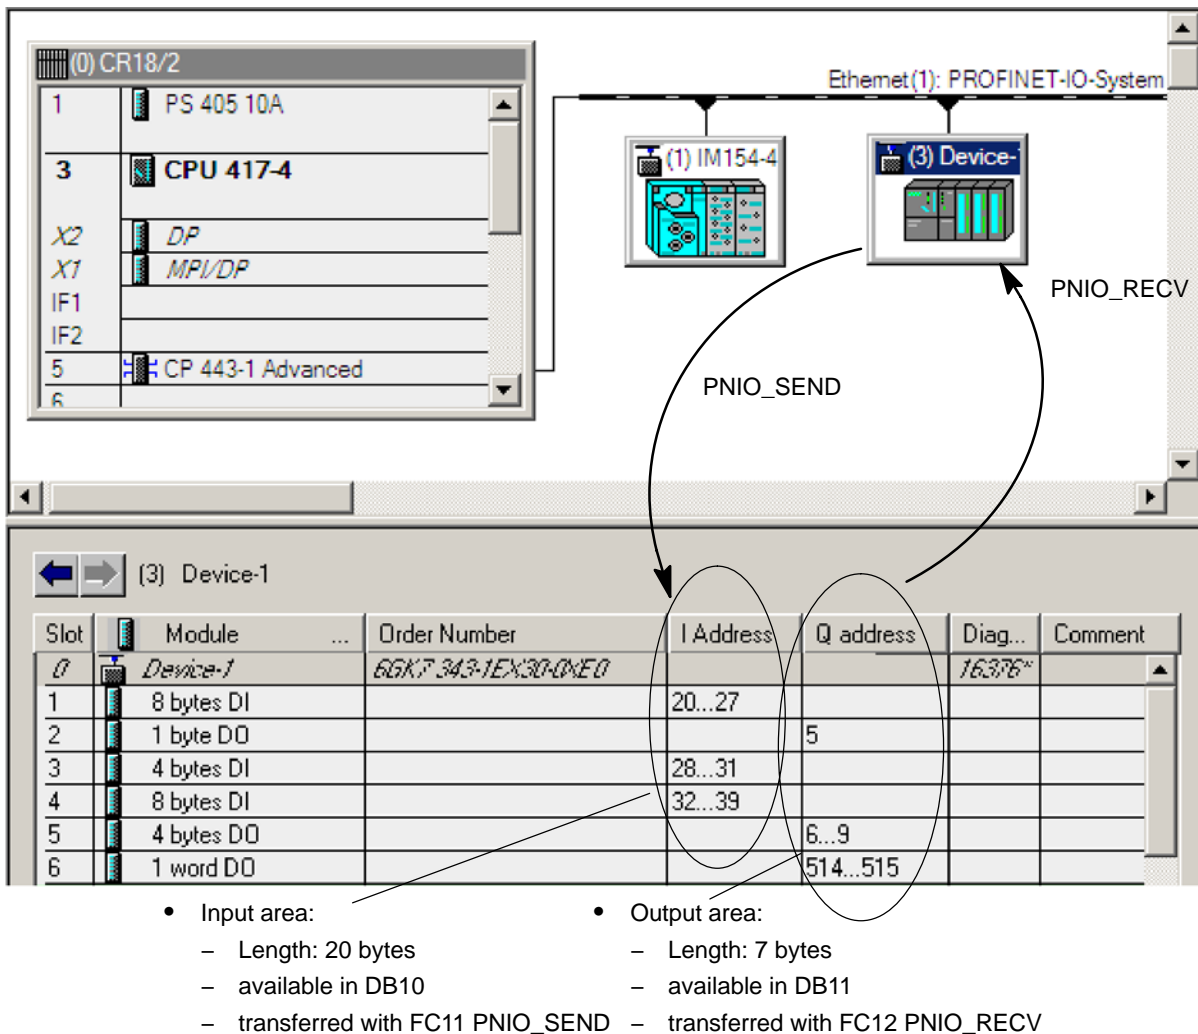 (0) CR18/2
1 PS 405 10A
3 CPU 417-4
X2 DP
X1 MPI/DP
IF1
IF2
5 CP 443-1 Advanced
6
Ethernet(1): PROFINET-IO-System
(1) IM154-4
(3) Device-1
PNIO_SEND
PNIO_RECV
(3) Device-1
Slot Module ... Order Number I Address Q address Diag... Comment
0 Device-1 6GK7 343-1EX30-0XE0 16376*
1 8 bytes DI 20...27
2 1 byte DO 5
3 4 bytes DI 28...31
4 8 bytes DI 32...39
5 4 bytes DO 6...9
6 1 word DO 514...515
• Input area:
– Length: 20 bytes
– available in DB10
– transferred with FC11 PNIO_SEND
• Output area:
– Length: 7 bytes
– available in DB11
– transferred with FC12 PNIO_RECV